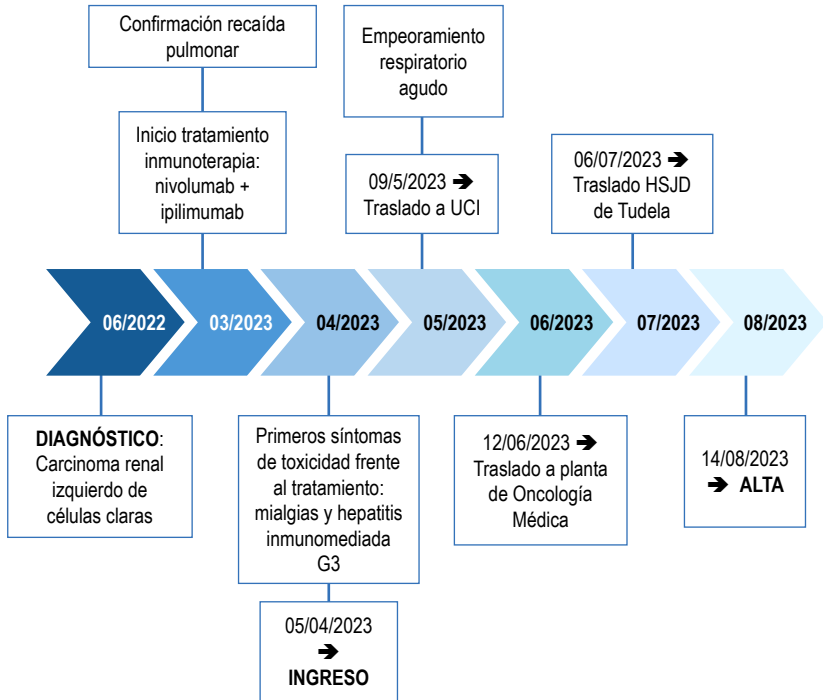 Confirmación recaída
pulmonar
Inicio tratamiento
inmunoterapia:
nivolumab +
ipilimumab
Empeoramiento
respiratorio
agudo
09/5/2023 ➔
Traslado a UCI
06/07/2023 ➔
Traslado HSJD
de Tudela
06/2022
03/2023
04/2023
05/2023
06/2023
07/2023
08/2023
DIAGNÓSTICO:
Carcinoma renal
izquierdo de
células claras
Primeros síntomas
de toxicidad frente
al tratamiento:
mialgias y hepatitis
inmunomediada
G3
05/04/2023
➔
INGRESO
12/06/2023 ➔
Traslado a planta
de Oncología
Médica
14/08/2023
➔ ALTA